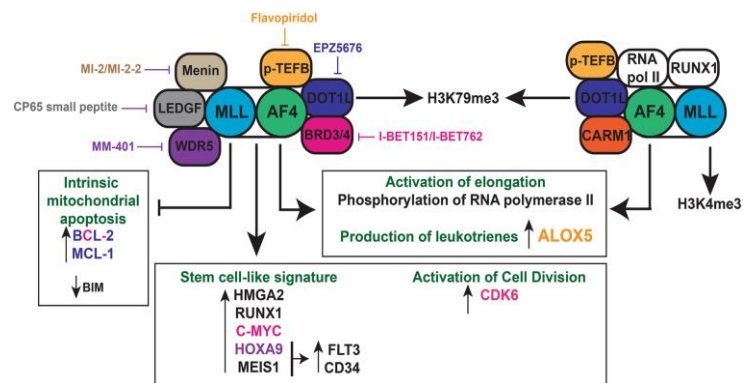 Flavopiridol
EPZ5676
MI-2/MI-2-2
Menin
p-TEFB
p-TEFB
RNA
pol II
RUNX1
CP65 small peptite
LEDGF
MLL
AF4
DOT1L
H3K79me3
DOT1L
AF4
MLL
MM-401
WDR5
BRD3/4
I-BET151/I-BET762
CARM1
H3K4me3
Intrinsic
mitochondrial
apoptosis
BCL-2
MCL-1
BIM
Activation of elongation
Phosphorylation of RNA polymerase II
Production of leukotrienes ALOX5
Stem cell-like signature
HMGA2
RUNX1
C-MYC
HOXA9
MEIS1
FLT3
CD34
Activation of Cell Division
CDK6